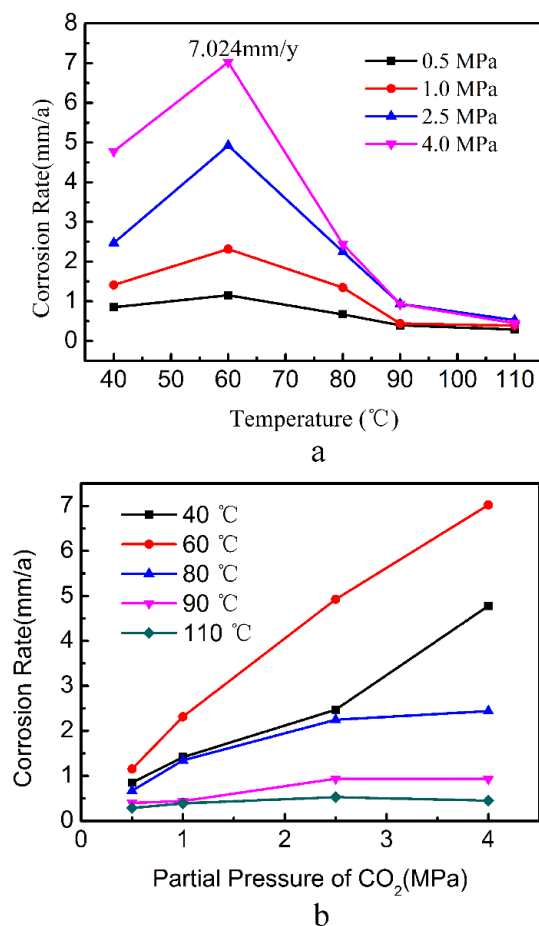 8
7
6
5
4
3
2
1
0
Corrosion Rate(mm/a)
7.024mm/y
0.5 MPa
1.0 MPa
2.5 MPa
4.0 MPa
40 50 60 70 80 90 100 110
Temperature (℃)
a
7
6
5
4
3
2
1
0
Corrosion Rate(mm/a)
40 ℃
60 ℃
80 ℃
90 ℃
110 ℃
0 1 2 3 4
Partial Pressure of CO₂(MPa)
b